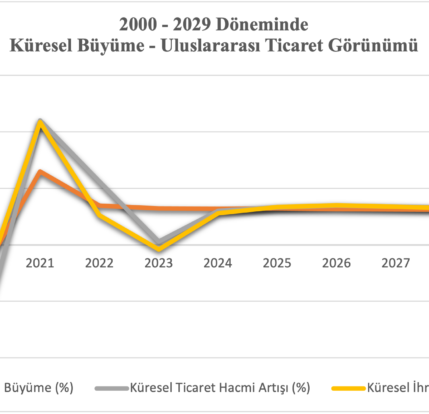 2000 - 2029 Döneminde
Küresel Büyüme - Uluslararası Ticaret Görünümü
2021 2022 2023 2024 2025 2026 2027
Büyüme (%) Küresel Ticaret Hacmi Artışı (%) Küresel İhr